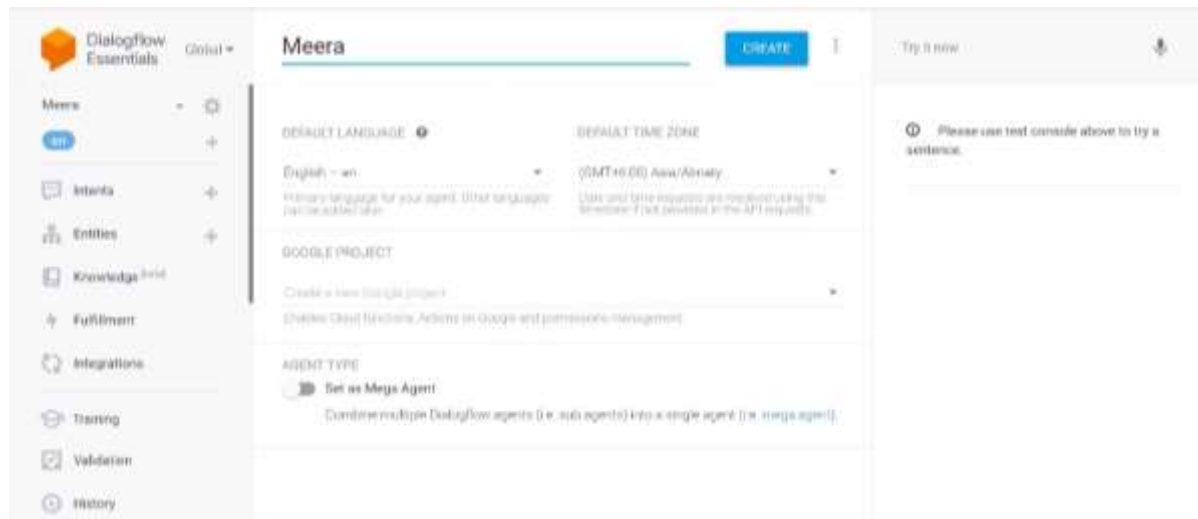 Dialogflow
Essentials
Global
Meera
en
Intents
Entities
Knowledge beta
Fulfillment
Integrations
Training
Validation
History
Meera
CREATE
DEFAULT LANGUAGE
English – en
Primary language for your agent. Other languages
can be added later.
DEFAULT TIME ZONE
(GMT+6:00) Asia/Almaty
Date and time requests are resolved using this
timezone if not provided in the API requests.
GOOGLE PROJECT
Create a new Google project
Enables Cloud functions, Actions on Google and permissions management.
AGENT TYPE
Set as Mega Agent
Combine multiple Dialogflow agents (i.e. sub agents) into a single agent (i.e. mega agent).
Try it now
Please use test console above to try a
sentence.